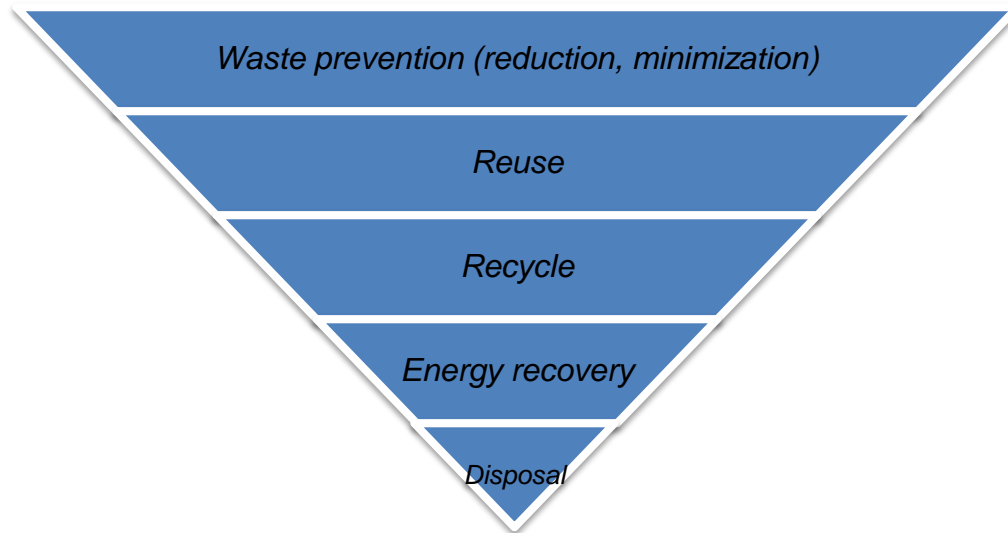 Waste prevention (reduction, minimization)
Reuse
Recycle
Energy recovery
Disposal